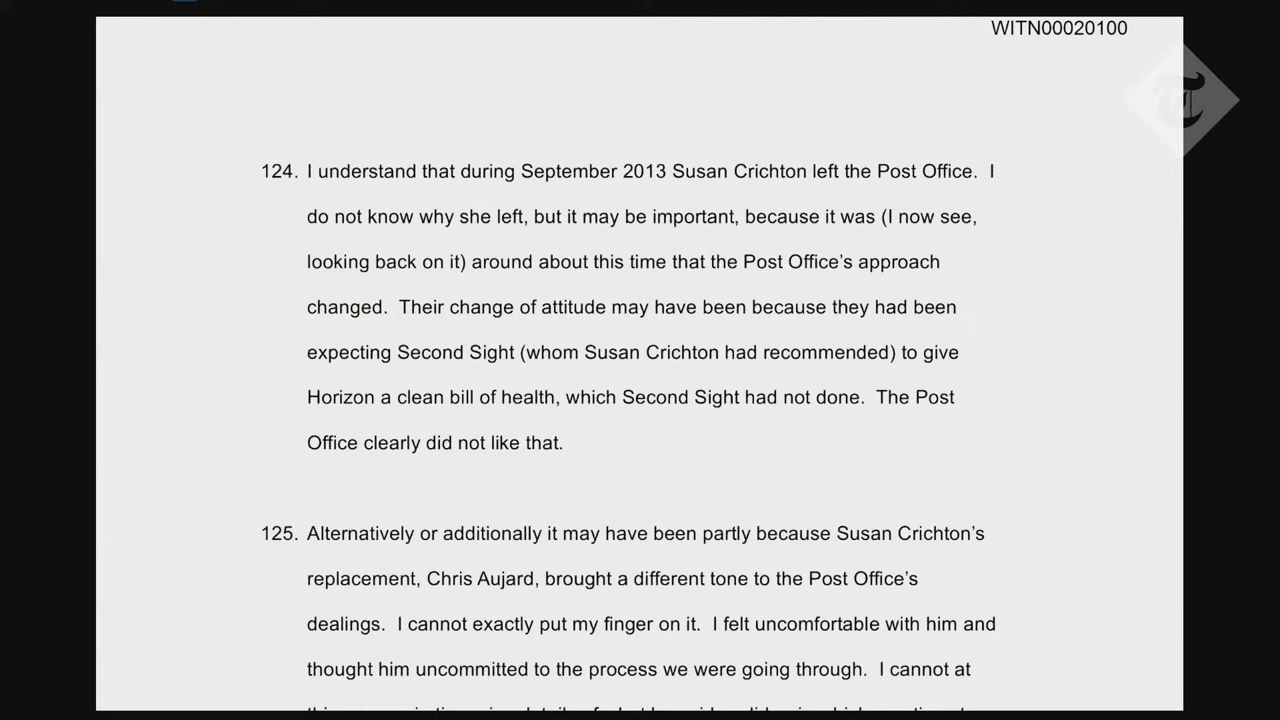 WITN00020100
124. I understand that during September 2013 Susan Crichton left the Post Office. I
do not know why she left, but it may be important, because it was (I now see,
looking back on it) around about this time that the Post Office's approach
changed. Their change of attitude may have been because they had been
expecting Second Sight (whom Susan Crichton had recommended) to give
Horizon a clean bill of health, which Second Sight had not done. The Post
Office clearly did not like that.
125. Alternatively or additionally it may have been partly because Susan Crichton's
replacement, Chris Aujard, brought a different tone to the Post Office's
dealings. I cannot exactly put my finger on it. I felt uncomfortable with him and
thought him uncommitted to the process we were going through. I cannot at